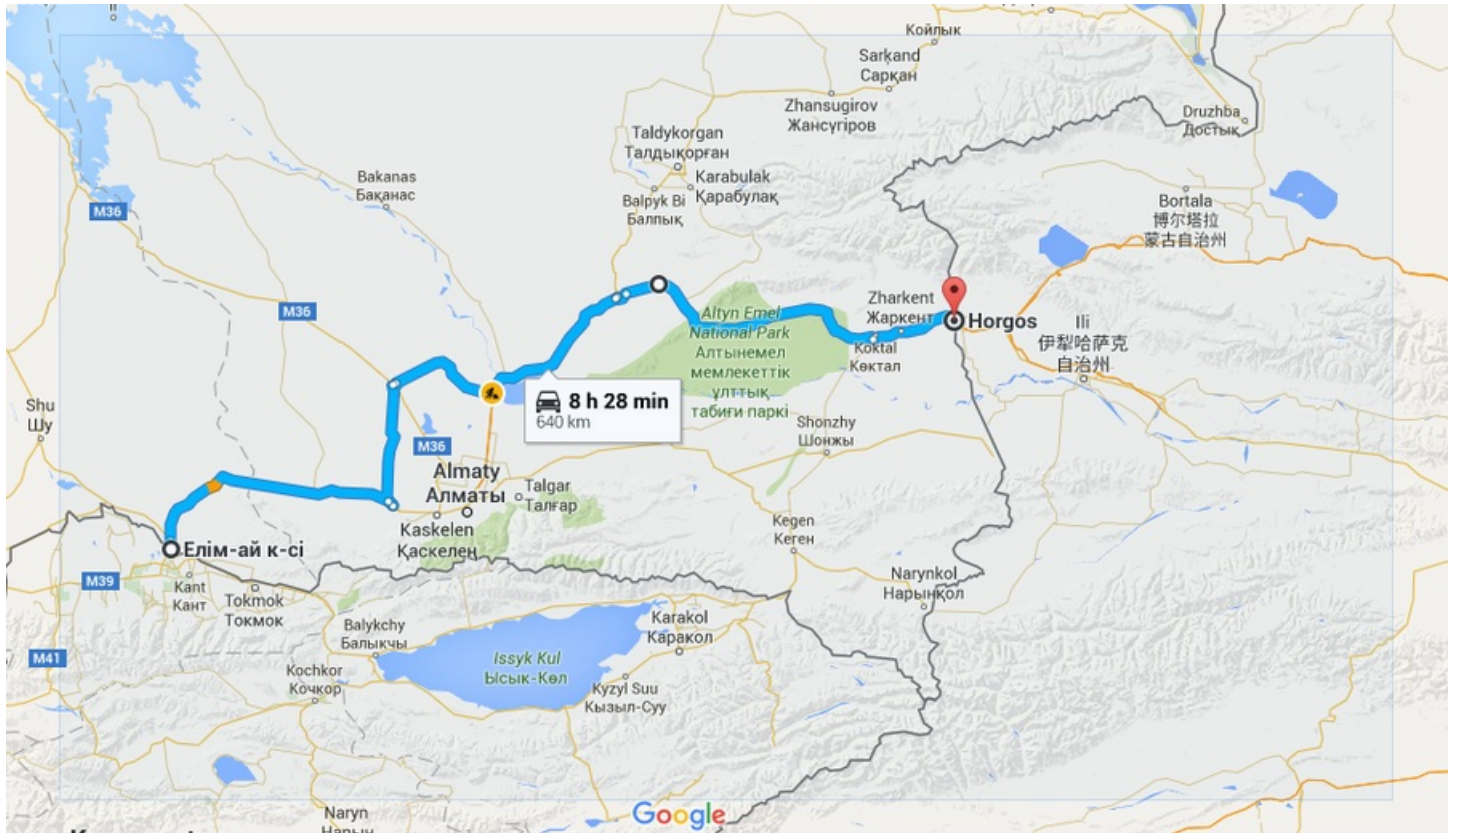 Койлык
Sarkand
Сарқан
Zhansugirov
Жансүгіров
Druzhba
Достық
Taldykorgan
Талдықорған
Karabulak
Қарабулақ
Balpyk Bi
Балпық
Bakanas
Бақанас
M36
Bortala
博尔塔拉
蒙古自治州
M36
Altyn Emel
National Park
Алтынемел
мемлекеттік
ұлттық
табиғи паркі
Zharkent
Жаркент
Horgos
Ili
伊犁哈萨克
自治州
Koktal
Көктал
8 h 28 min
640 km
Shu
Шу
M36
Shonzhy
Шонжы
Almaty
Алматы
Talgar
Талғар
Kaskelen
Қаскелең
Kegen
Кеген
Елім-ай к-сі
M39
Kant
Кант
Tokmok
Токмок
Narynkol
Нарынқол
Balykchy
Балыкчы
Karakol
Каракол
M41
Issyk Kul
Ысык-Көл
Kochkor
Кочкор
Kyzyl Suu
Кызыл-Суу
Naryn
Нарын
Google